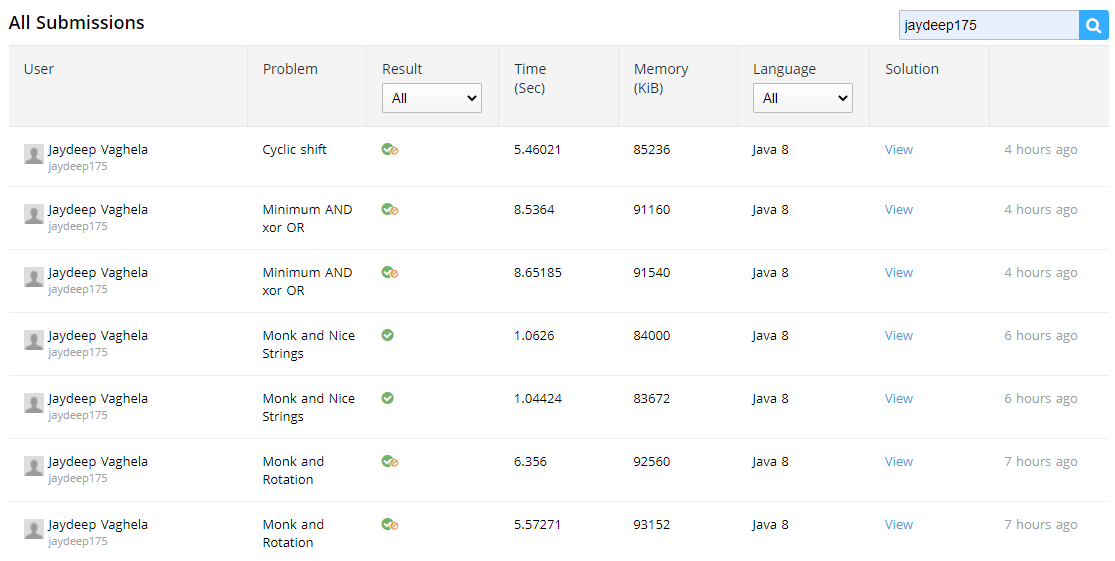 All Submissions
jaydeep175
User Problem Result Time Memory Language Solution
(Sec) (KiB)
All All
Jaydeep Vaghela Cyclic shift 5.46021 85236 Java 8 View 4 hours ago
jaydeep175
Jaydeep Vaghela Minimum AND 8.5364 91160 Java 8 View 4 hours ago
jaydeep175 xor OR
Jaydeep Vaghela Minimum AND 8.65185 91540 Java 8 View 4 hours ago
jaydeep175 xor OR
Jaydeep Vaghela Monk and Nice 1.0626 84000 Java 8 View 6 hours ago
jaydeep175 Strings
Jaydeep Vaghela Monk and Nice 1.04424 83672 Java 8 View 6 hours ago
jaydeep175 Strings
Jaydeep Vaghela Monk and 6.356 92560 Java 8 View 7 hours ago
jaydeep175 Rotation
Jaydeep Vaghela Monk and 5.57271 93152 Java 8 View 7 hours ago
jaydeep175 Rotation